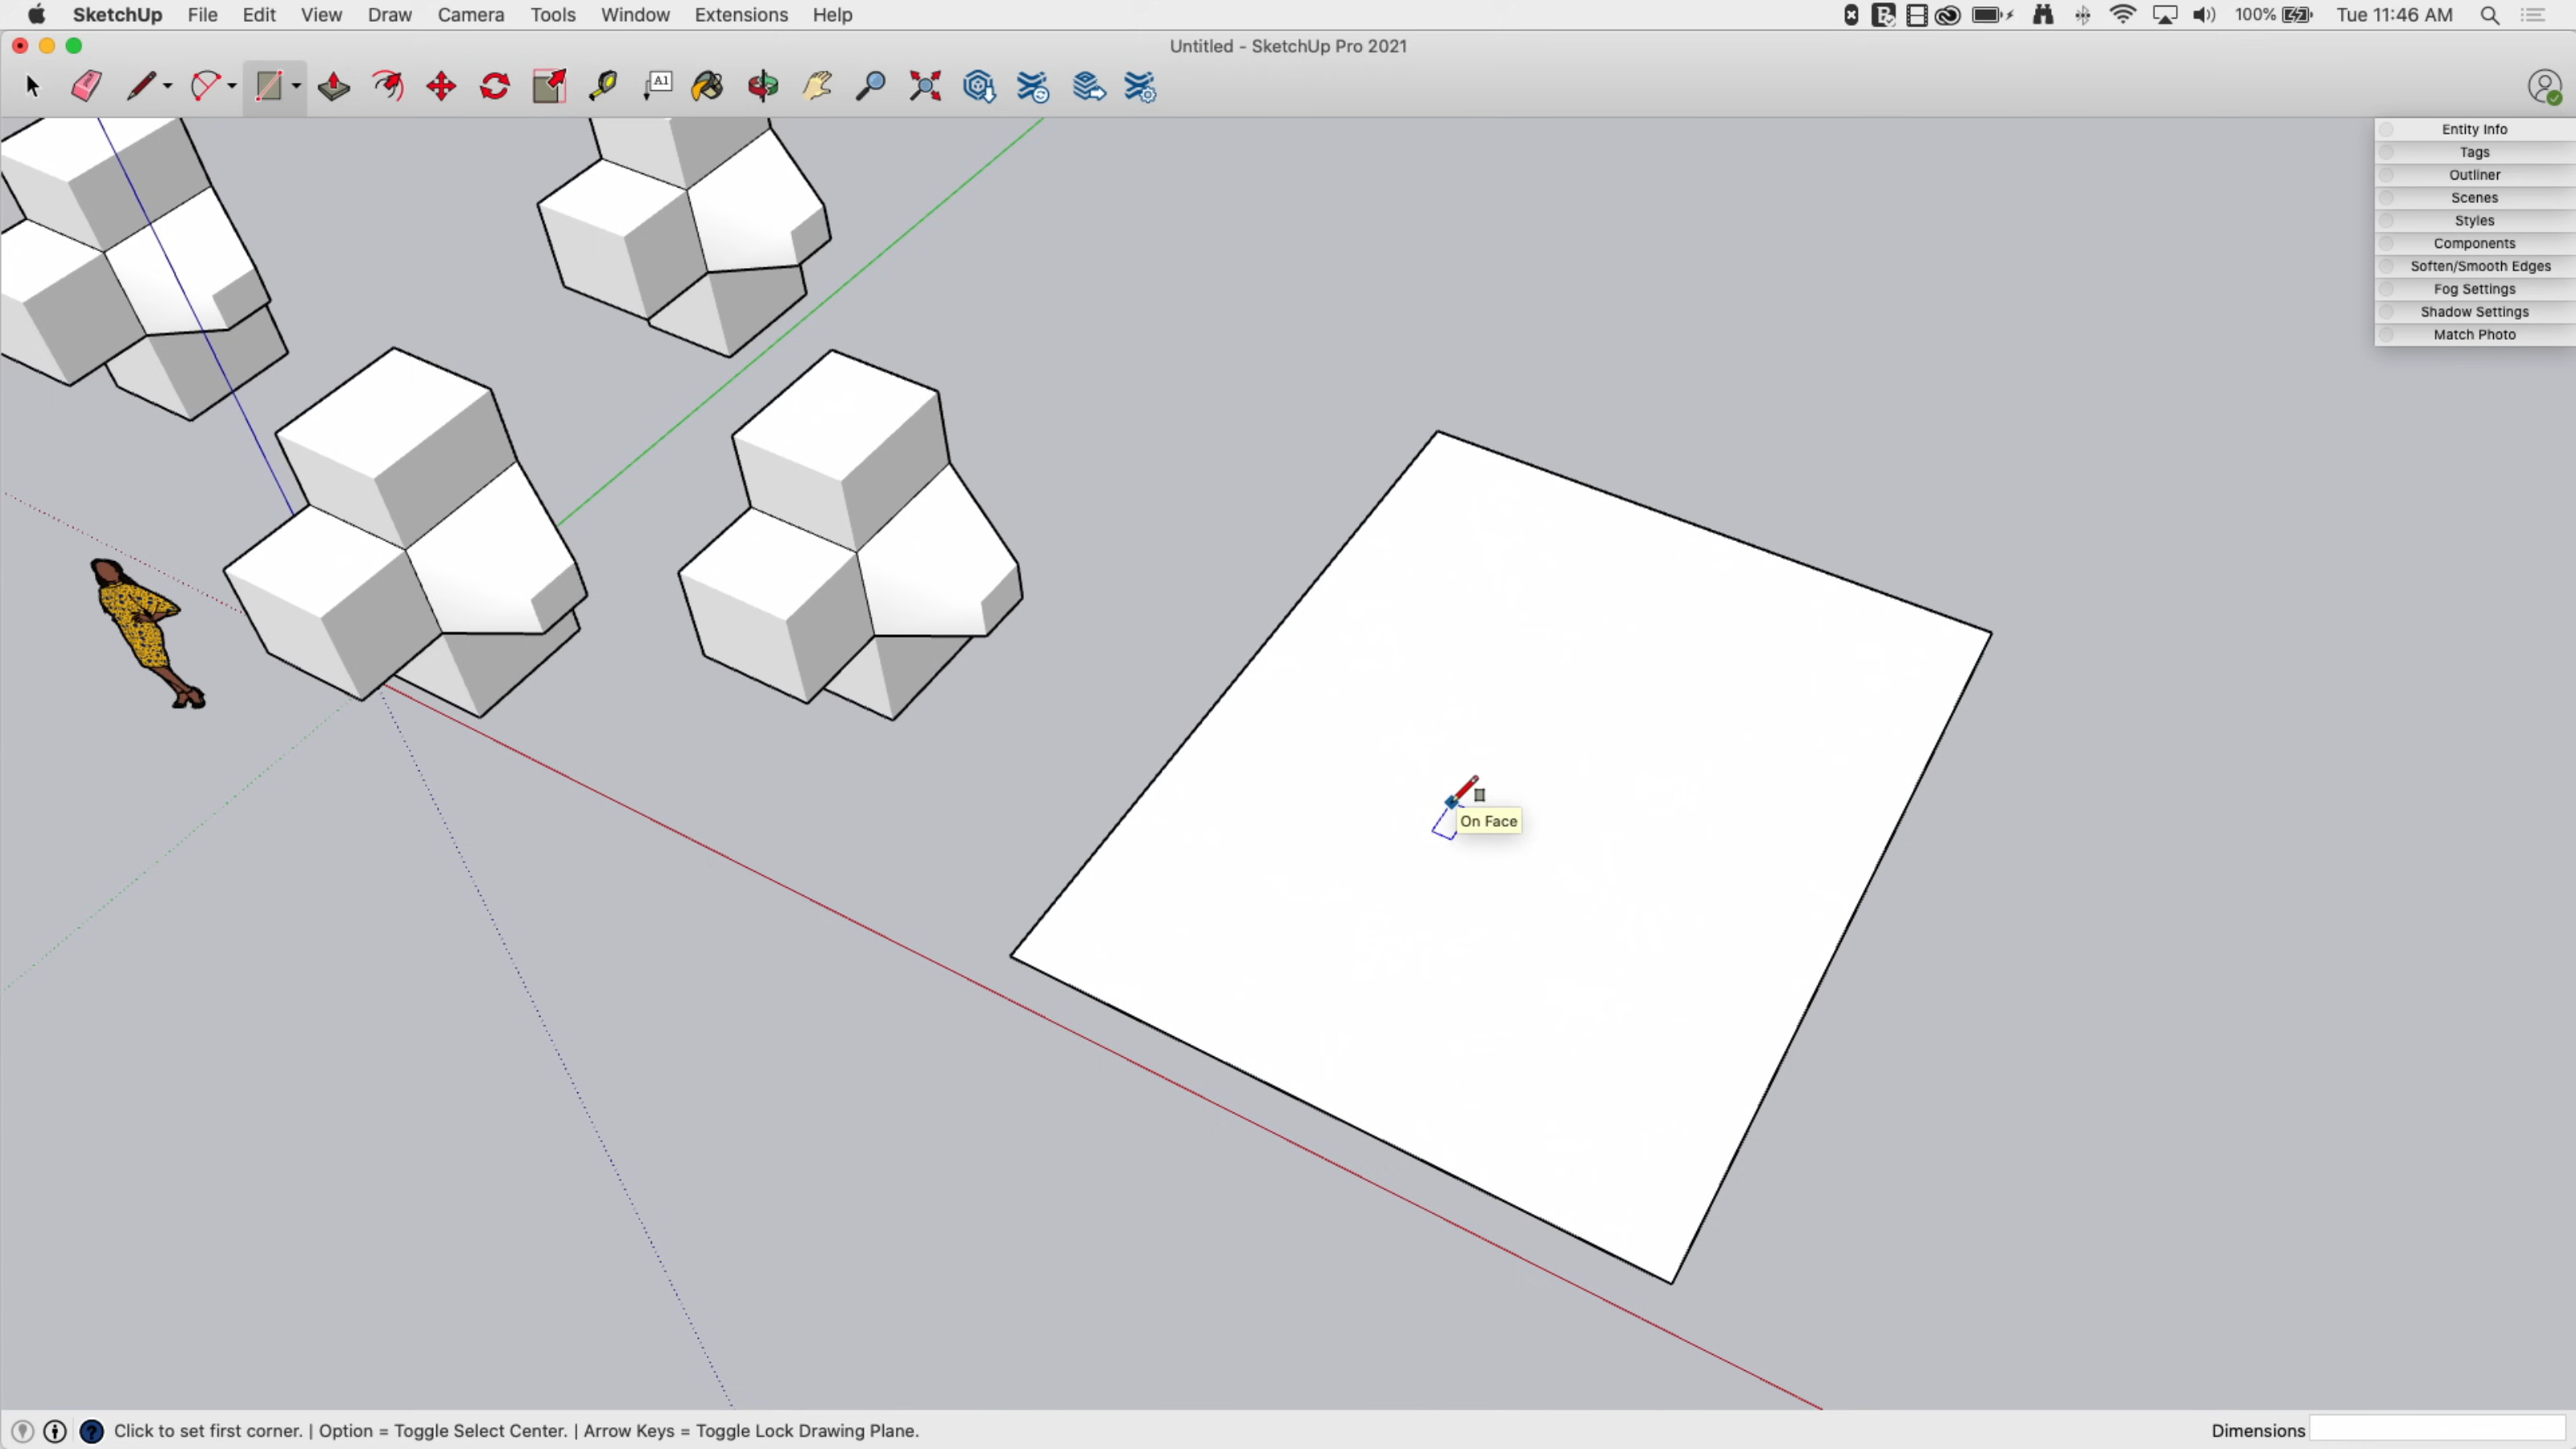 SketchUp File Edit View Draw Camera Tools Window Extensions Help 100% Tue 11:46 AM
Untitled - SketchUp Pro 2021
A1
Entity Info
Tags
Outliner
Scenes
Styles
Components
Soften/Smooth Edges
Fog Settings
Shadow Settings
Match Photo
On Face
Click to set first corner. | Option = Toggle Select Center. | Arrow Keys = Toggle Lock Drawing Plane. Dimensions